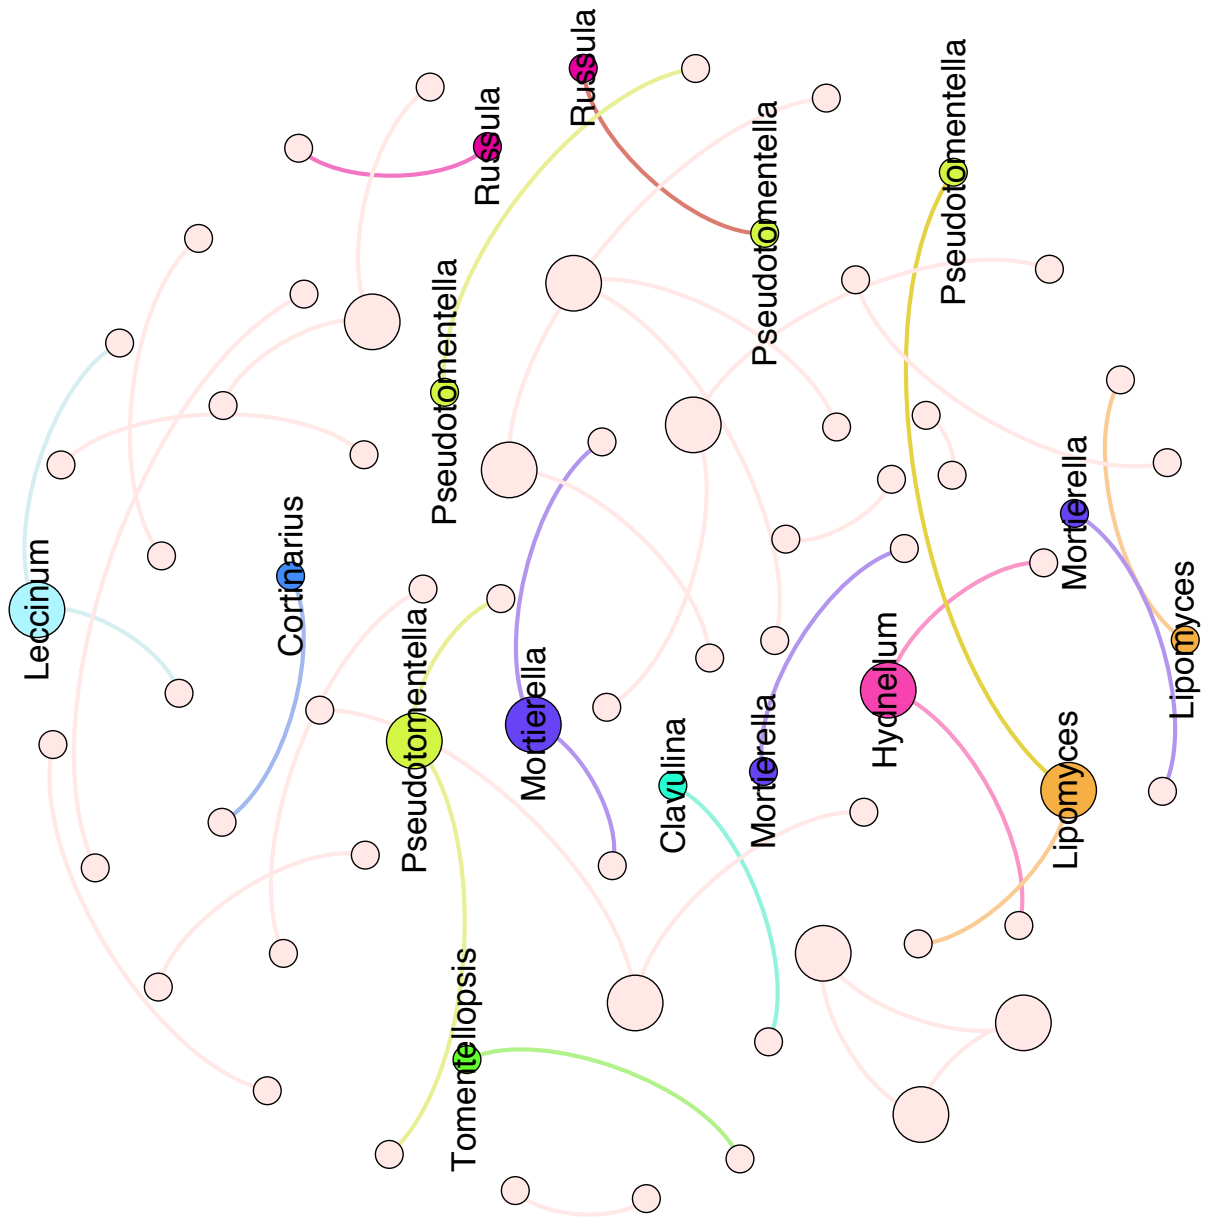 Russula
Russula
Pseudotomentella
Pseudotomentella
Pseudotomentella
Mortierella
Cortinarius
Leccinum
Lipomyces
Pseudotomentella
Mortierella
Hydnellum
Clavulina
Mortierella
Lipomyces
Tomentellopsis